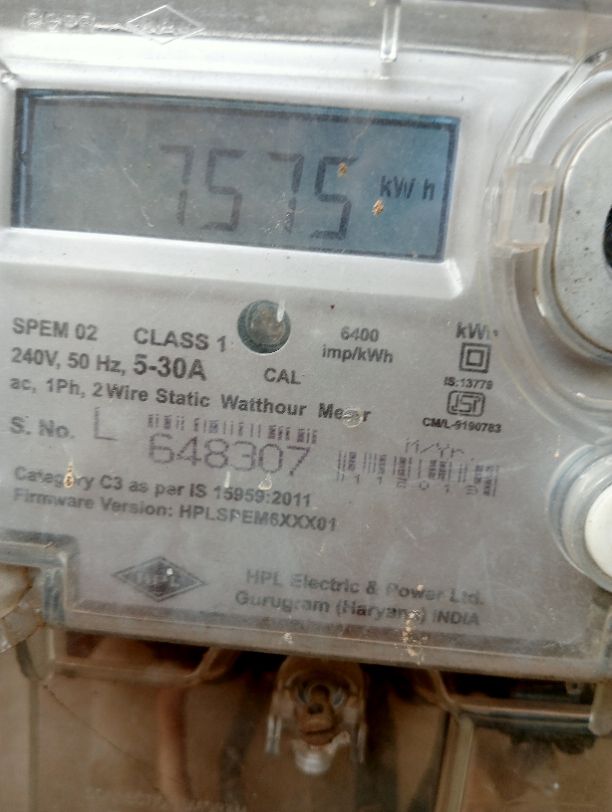 7575 kWh
SPEM 02 CLASS 1 6400 imp/kWh kWh
240V, 50 Hz, 5-30A CAL IS:13779
ac, 1Ph, 2 Wire Static Watthour Meter CM/L-9190783
S. No. L 648307 M/Yr.
Category C3 as per IS 15959:2011
Firmware Version: HPLSPEM6XXX01
HPL
HPL Electric & Power Ltd.
Gurugram (Haryana) INDIA